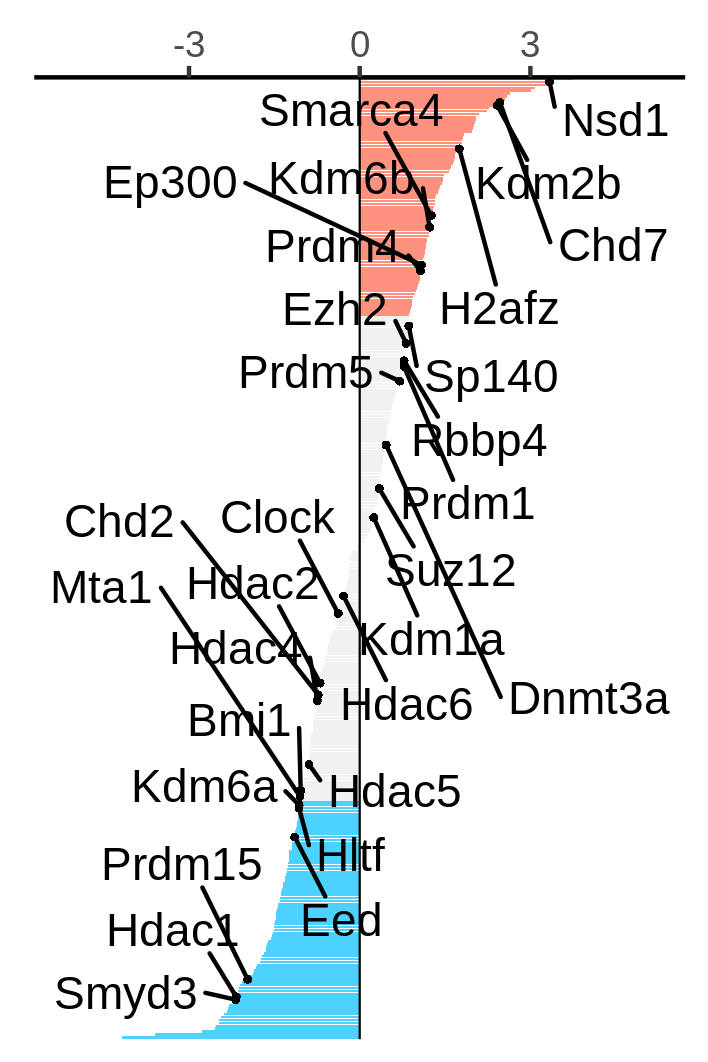 -3 0 3
Smarca4
Nsd1
Ep300
Kdm6b
Kdm2b
Prdm4
Chd7
Ezh2
H2afz
Prdm5
Sp140
Rbbp4
Prdm1
Chd2
Clock
Suz12
Mta1
Hdac2
Kdm1a
Hdac4
Hdac6
Dnmt3a
Bmi1
Kdm6a
Hdac5
Hltf
Prdm15
Eed
Hdac1
Smyd3